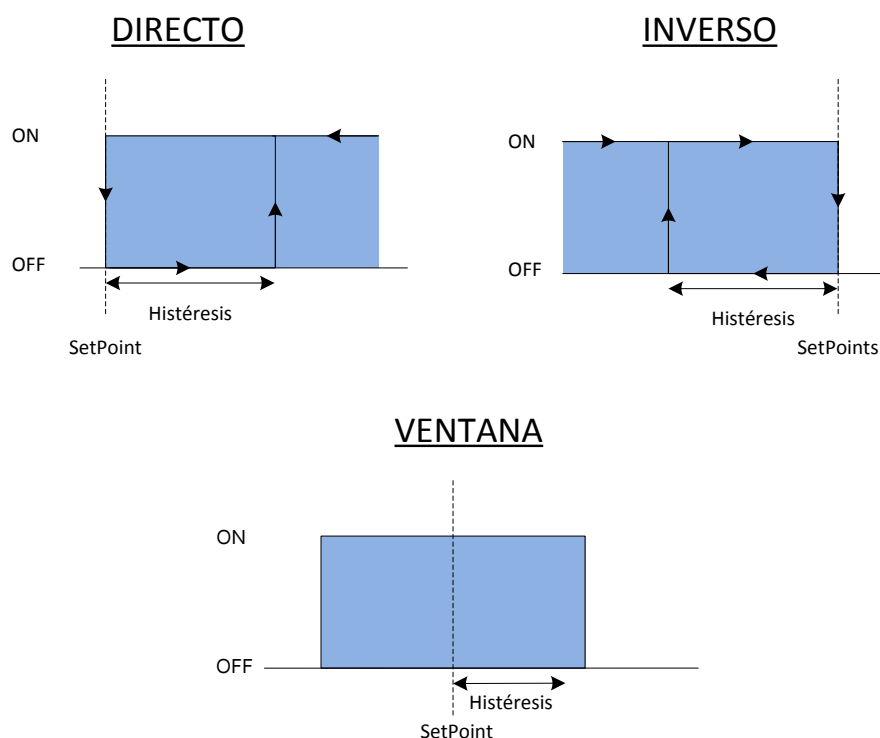 DIRECTO
INVERSO
ON
OFF
Histéresis
SetPoint
ON
OFF
Histéresis
SetPoints
VENTANA
ON
OFF
Histéresis
SetPoint